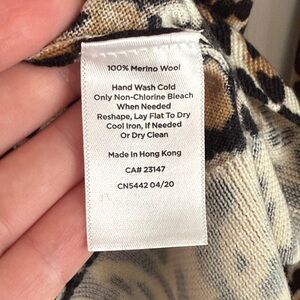 100% Merino Wool
Hand Wash Cold
Only Non-Chlorine Bleach
When Needed
Reshape, Lay Flat To Dry
Cool Iron, If Needed
Or Dry Clean
Made in Hong Kong
CA# 23147
CN5442 04/20